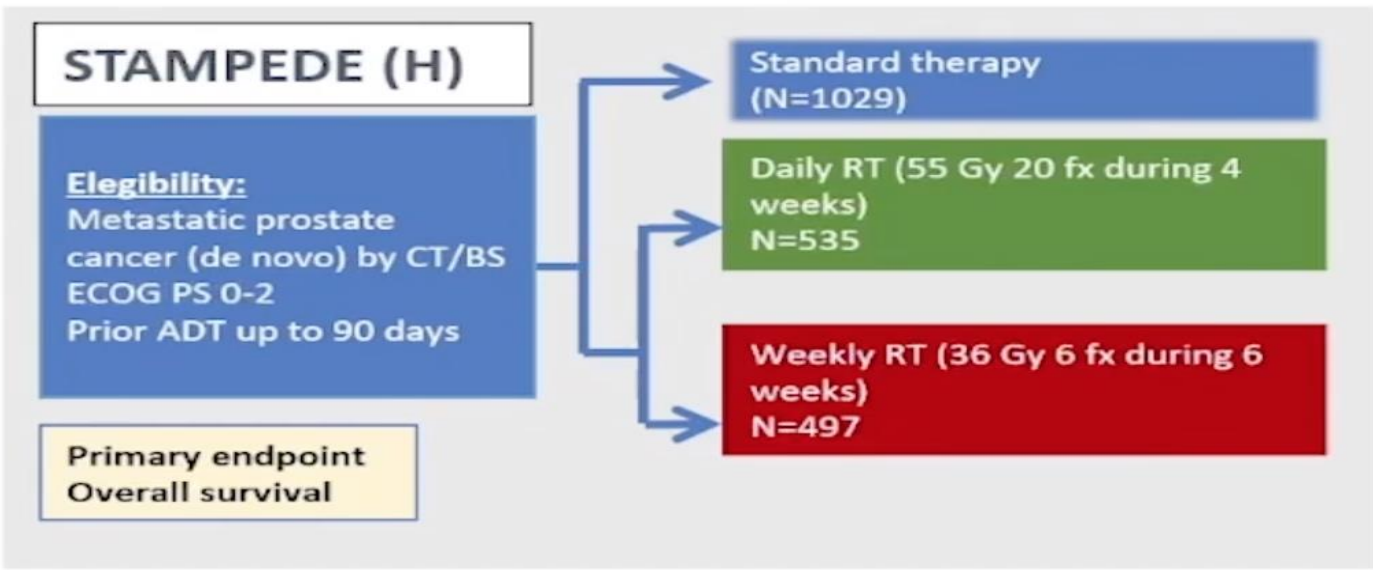 STAMPEDE (H)
Elegibility:
Metastatic prostate
cancer (de novo) by CT/BS
ECOG PS 0-2
Prior ADT up to 90 days
Primary endpoint
Overall survival
Standard therapy
(N=1029)
Daily RT (55 Gy 20 fx during 4
weeks)
N=535
Weekly RT (36 Gy 6 fx during 6
weeks)
N=497